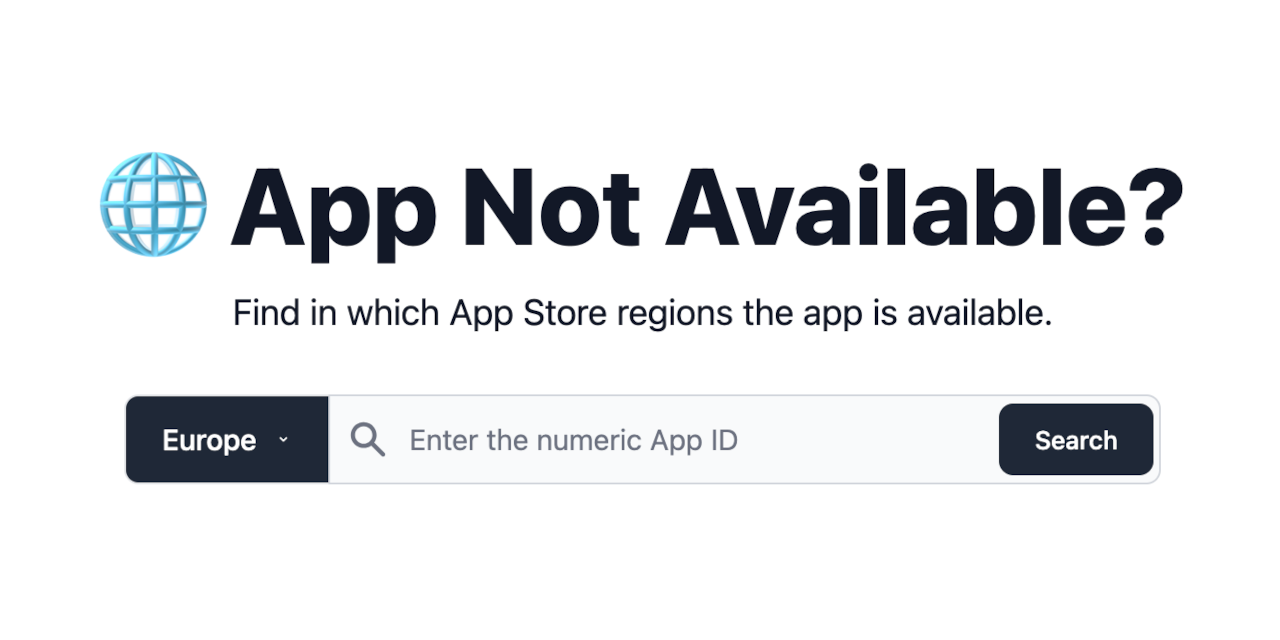 App Not Available?
Find in which App Store regions the app is available.
Europe
Enter the numeric App ID
Search